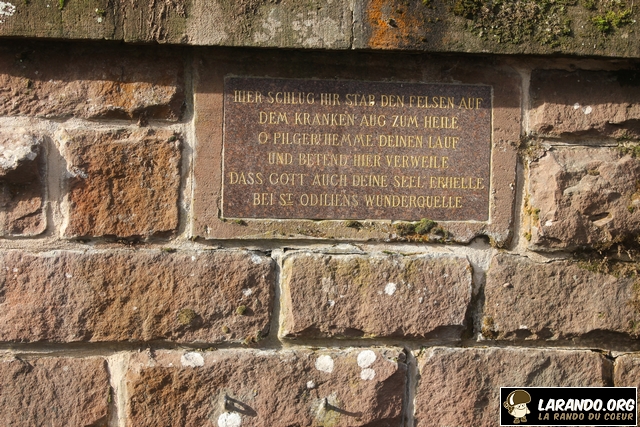 HIER SCHLUG IHR STAB DEN FELSEN AUF
DEM KRANKEN AUG ZUM HEILE
O PILGER! HEMME DEINEN LAUF
UND BETEND HIER VERWEILE
DASS GOTT AUCH DEINE SEEL ERHELLE
BEI ST ODILIENS WUNDERQUELLE
LARANDO.ORG
LA RANDO DU COEUR